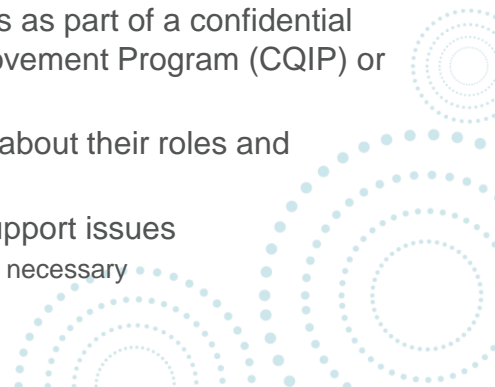 s as part of a confidential
ovement Program (CQIP) or
about their roles and
upport issues
necessary